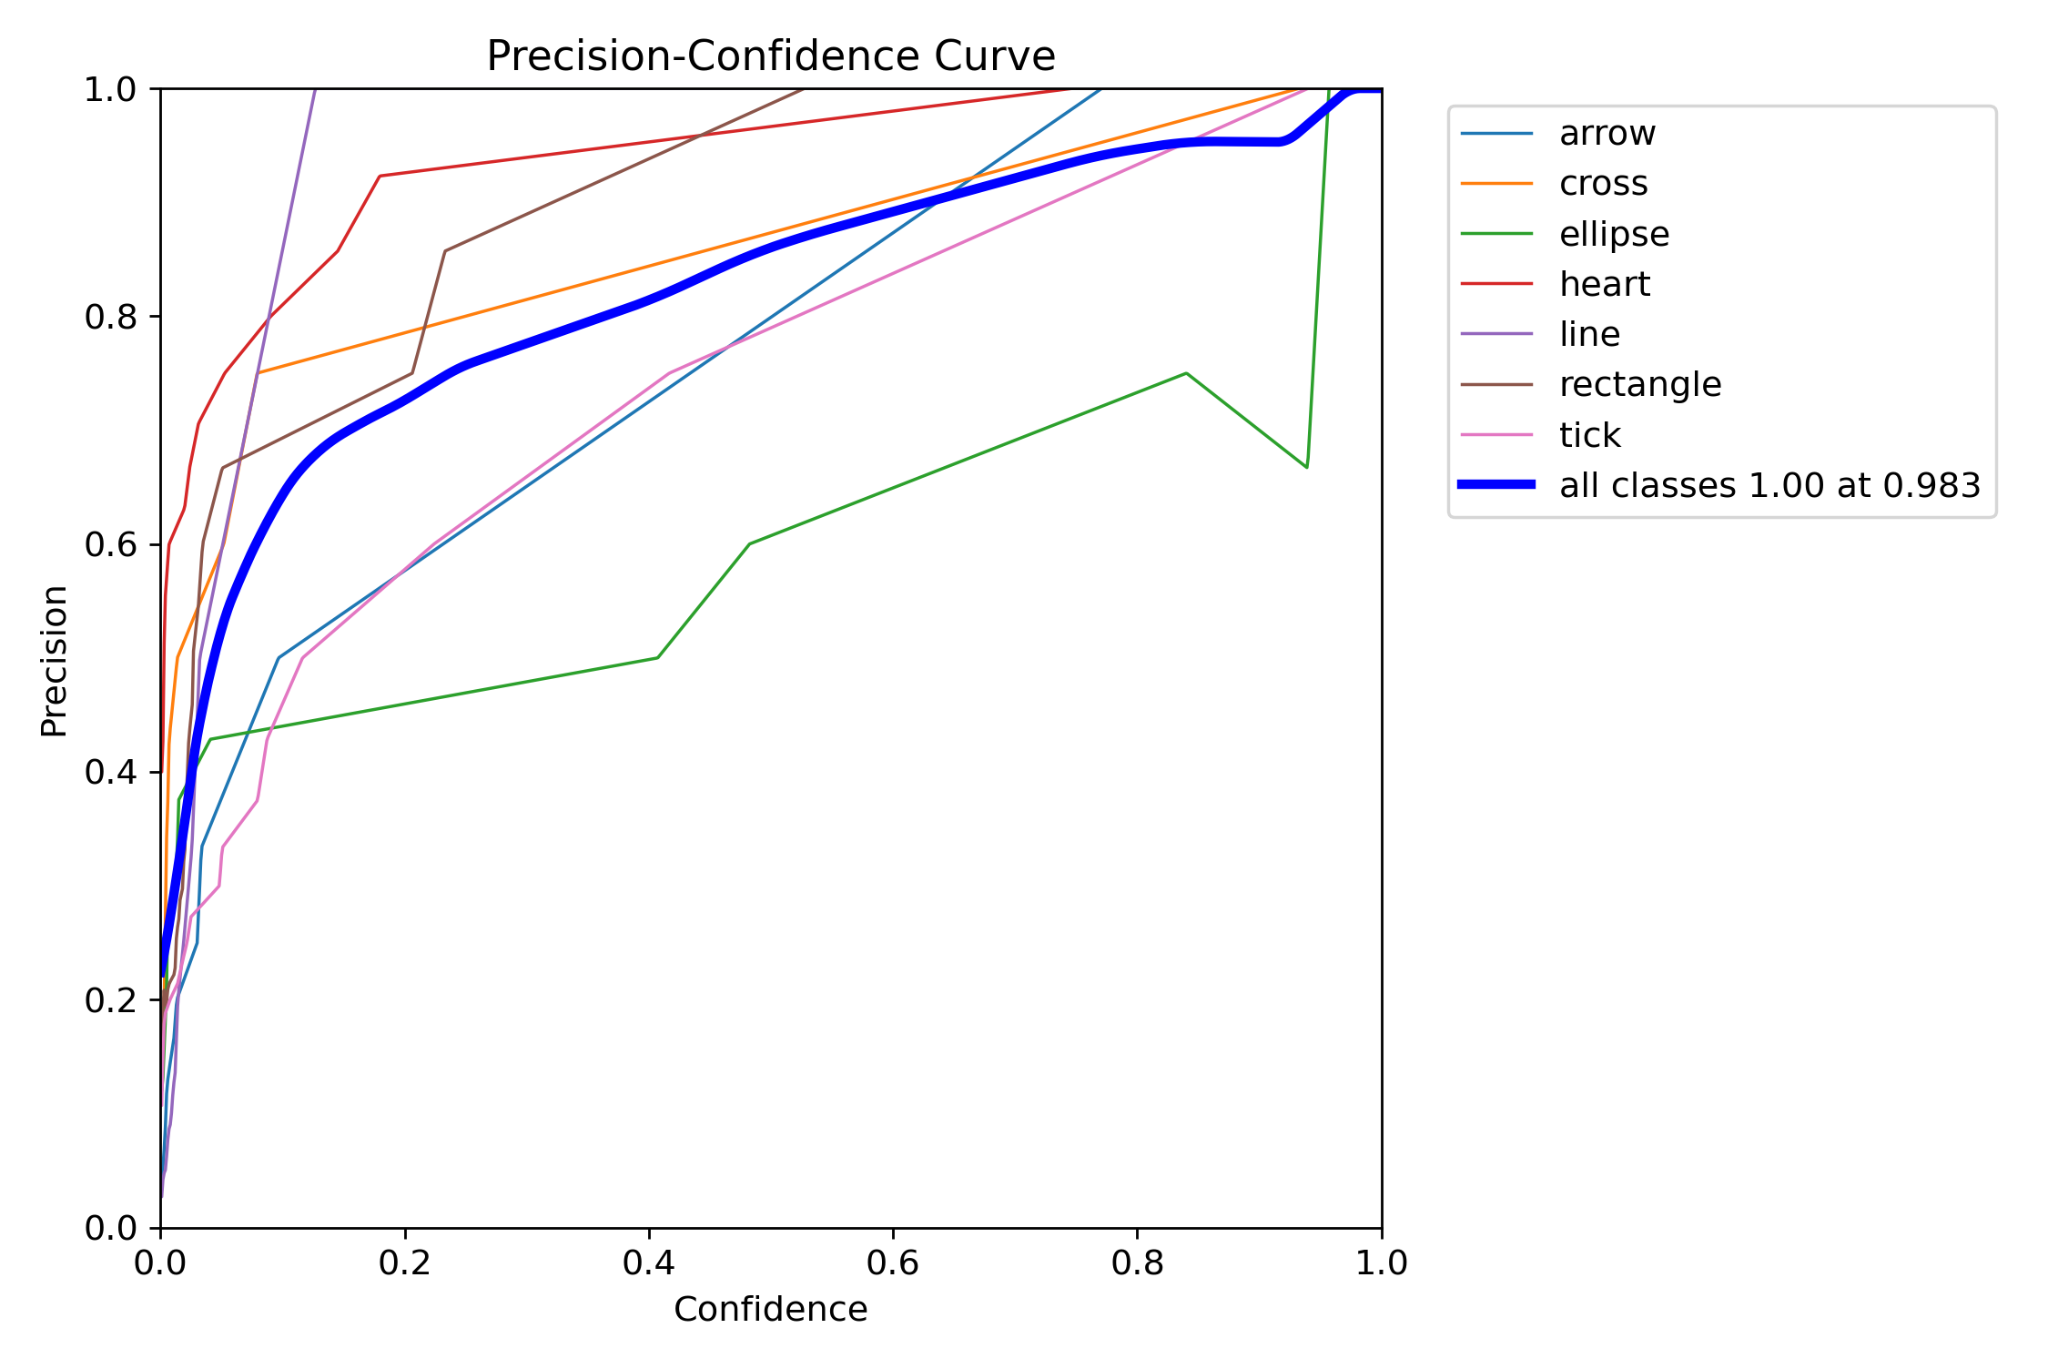 Precision-Confidence Curve
1.0
0.8
0.6
0.4
0.2
0.0
Precision
0.0 0.2 0.4 0.6 0.8 1.0
Confidence
arrow
cross
ellipse
heart
line
rectangle
tick
all classes 1.00 at 0.983